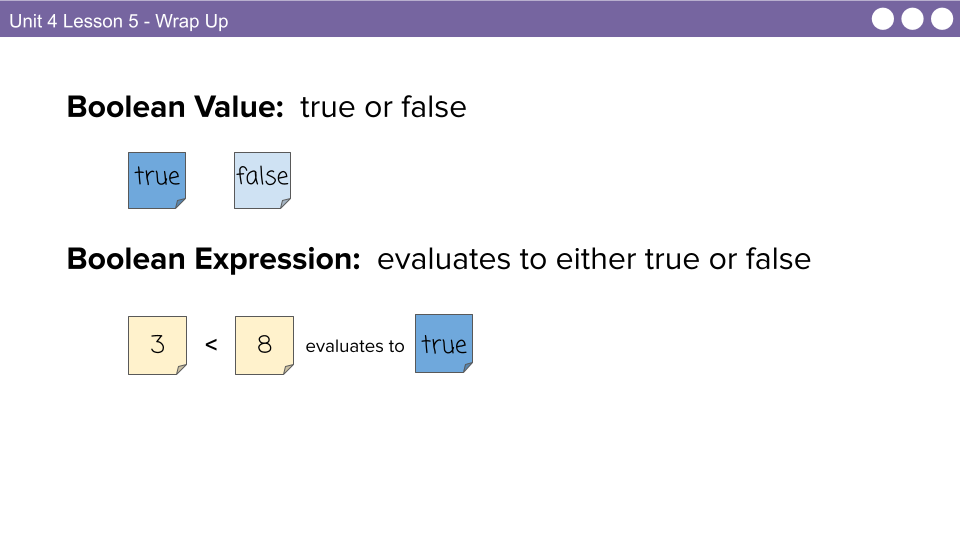 Unit 4 Lesson 5 - Wrap Up
Boolean Value: true or false
true false
Boolean Expression: evaluates to either true or false
3 < 8 evaluates to true